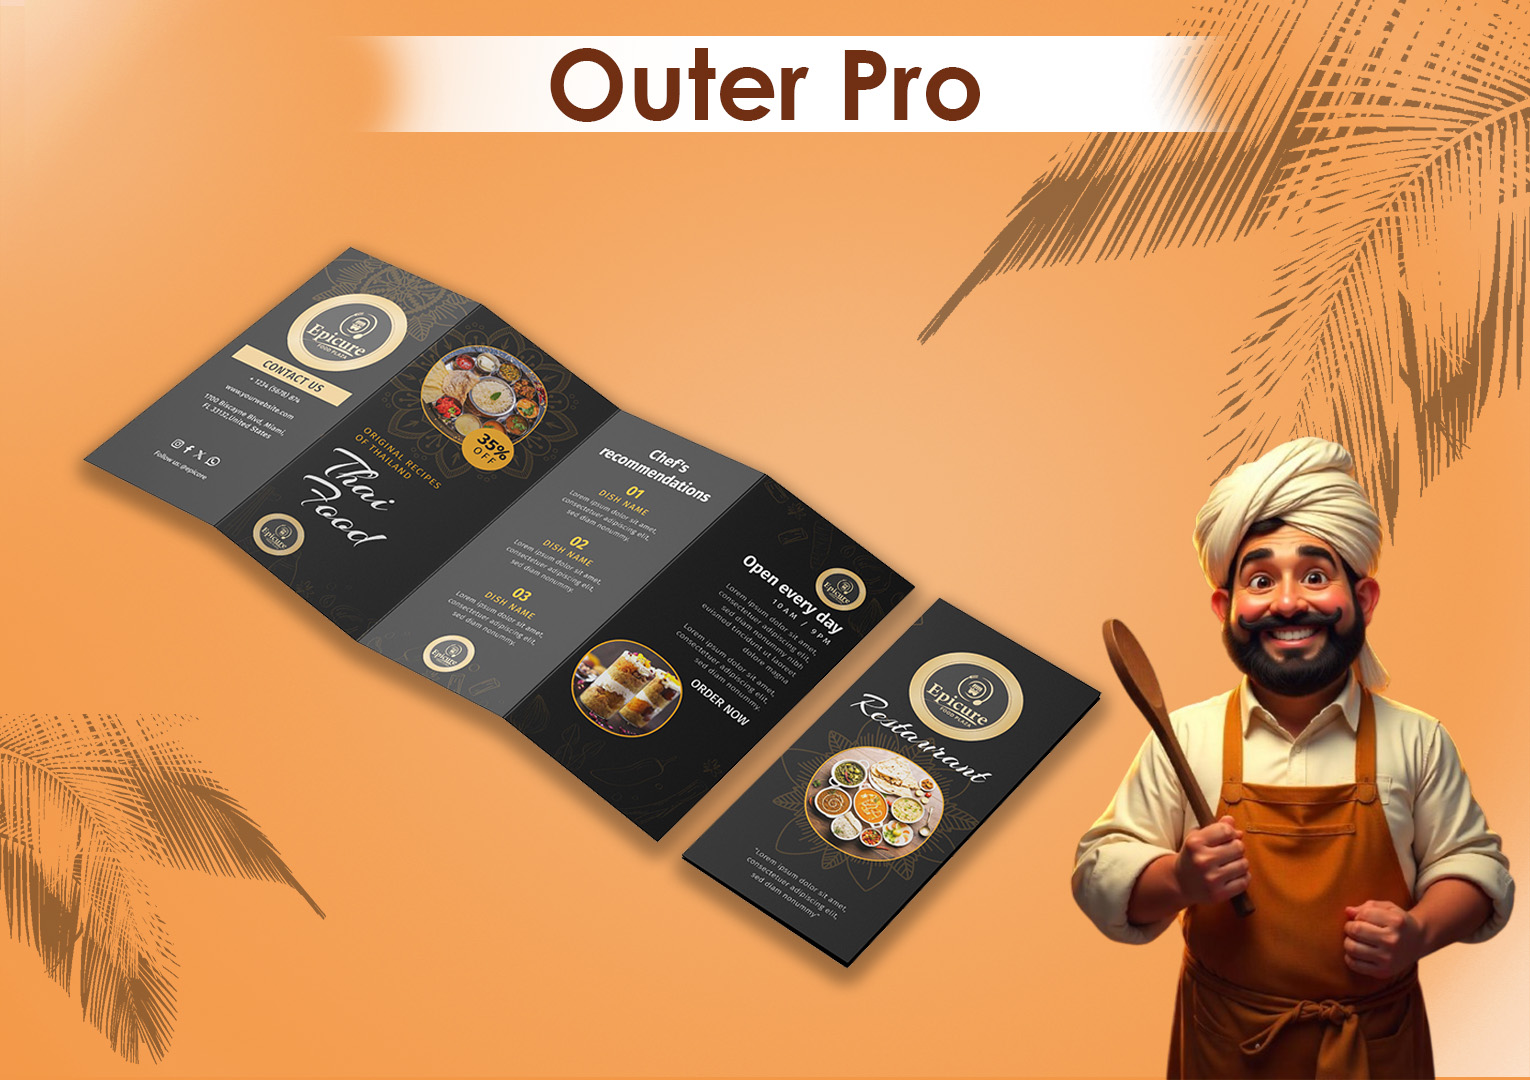 Outer Pro
Epicure
FOOD PLAZA
CONTACT US
+ 1234 (5678) 874
www.yourwebsite.com
1700 Biscayne Blvd, Miami,
FL 33132,United States
Follow us: @epicore
35%
OFF
ORIGINAL RECIPES
OF THAILAND
Thai
Food
Epicure
Chef's
recommendations
01
DISH NAME
Lorem ipsum dolor sit amet,
consectetuer adipiscing elit,
sed diam nonummy.
02
DISH NAME
Lorem ipsum dolor sit amet,
consectetuer adipiscing elit,
sed diam nonummy.
03
DISH NAME
Lorem ipsum dolor sit amet,
consectetuer adipiscing elit,
sed diam nonummy.
Epicure
Epicure
Open every day
10AM / 9PM
Lorem ipsum dolor sit amet,
consectetuer adipiscing elit,
sed diam nonummy nibh
euismod tincidunt ut laoreet
dolore magna
Lorem ipsum dolor sit amet,
consectetuer adipiscing elit,
sed diam nonummy.
ORDER NOW
Epicure
FOOD PLAZA
Restaurant
"Lorem ipsum dolor sit amet,
consectetuer adipiscing elit,
sed diam nonummy"